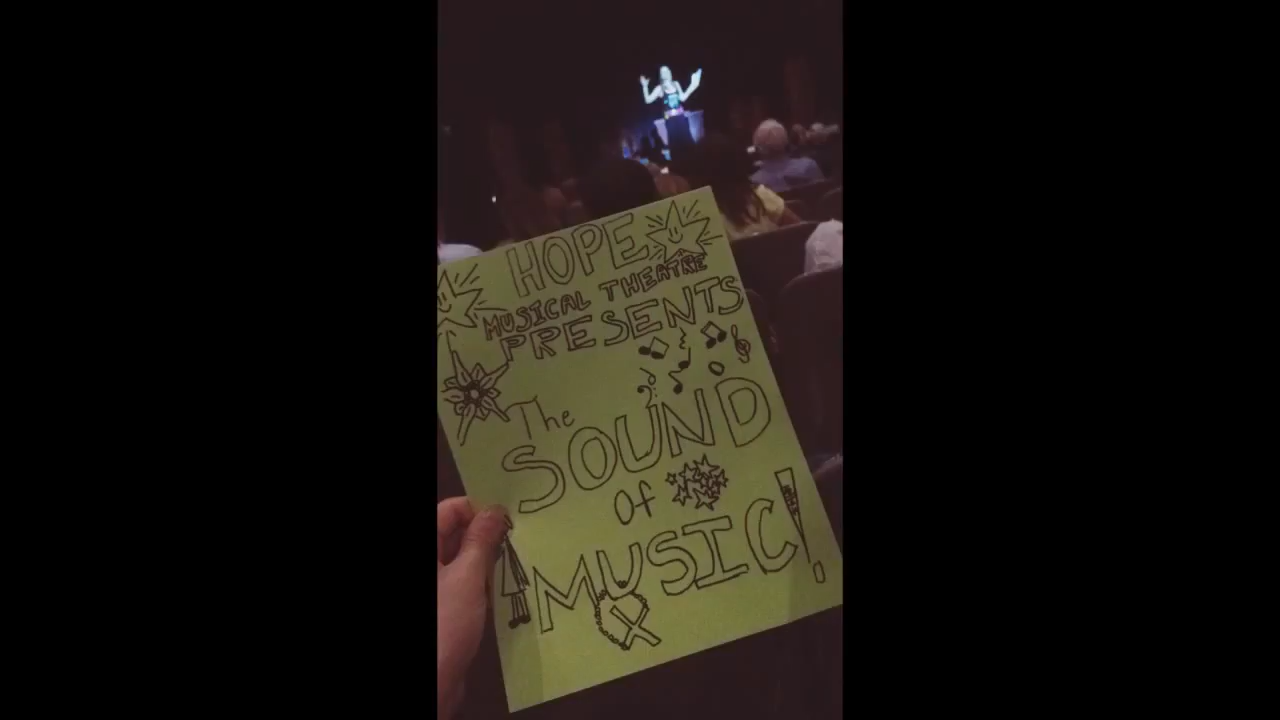 HOPE
MUSICAL THEATRE
PRESENTS
The
SOUND
Of
MUSIC!